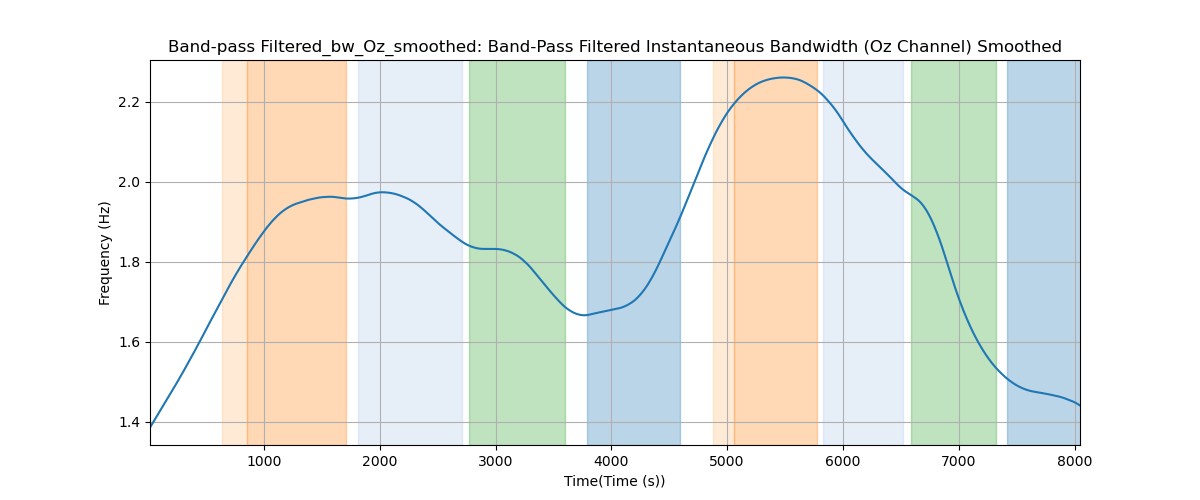 Band-pass Filtered_bw_Oz_smoothed: Band-Pass Filtered Instantaneous Bandwidth (Oz Channel) Smoothed
Frequency (Hz)
2.2
2.0
1.8
1.6
1.4
1000 2000 3000 4000 5000 6000 7000 8000
Time(Time (s))